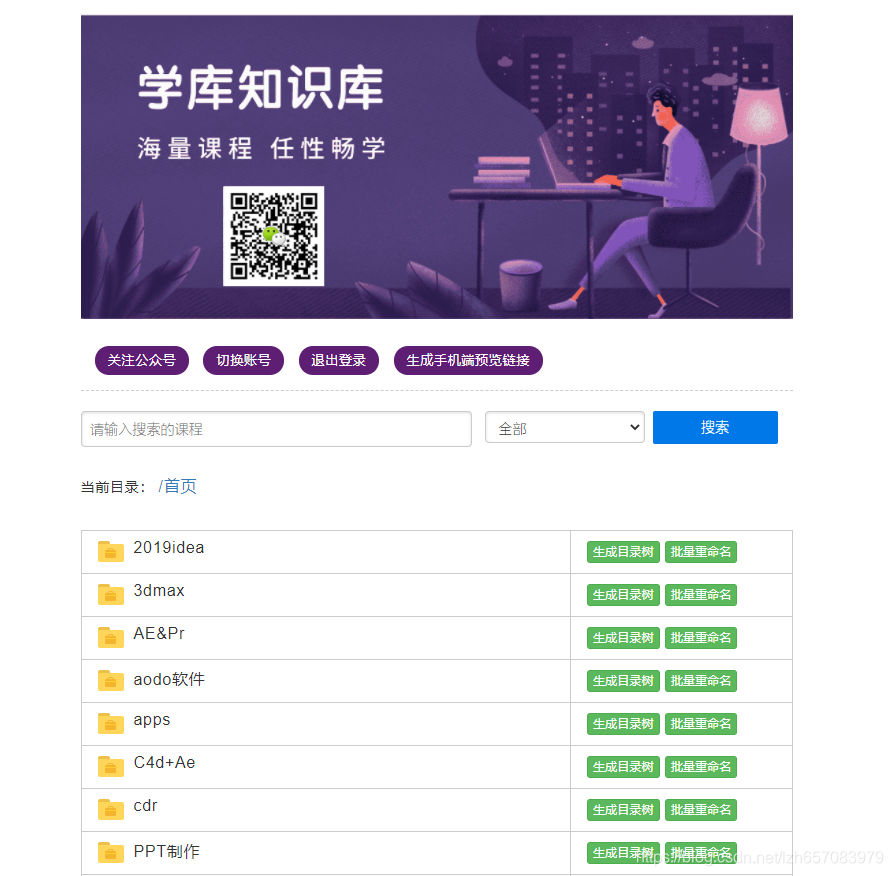 学库知识库
海量课程 任性畅学
关注公众号 切换账号 退出登录 生成手机端预览链接
请输入搜索的课程 全部 搜索
当前目录： /首页
2019idea 生成目录树 批量重命名
3dmax 生成目录树 批量重命名
AE&Pr 生成目录树 批量重命名
aodo软件 生成目录树 批量重命名
apps 生成目录树 批量重命名
C4d+Ae 生成目录树 批量重命名
cdr 生成目录树 批量重命名
PPT制作 生成目录树 批量重命名
https://blog.csdn.net/lzh657083979